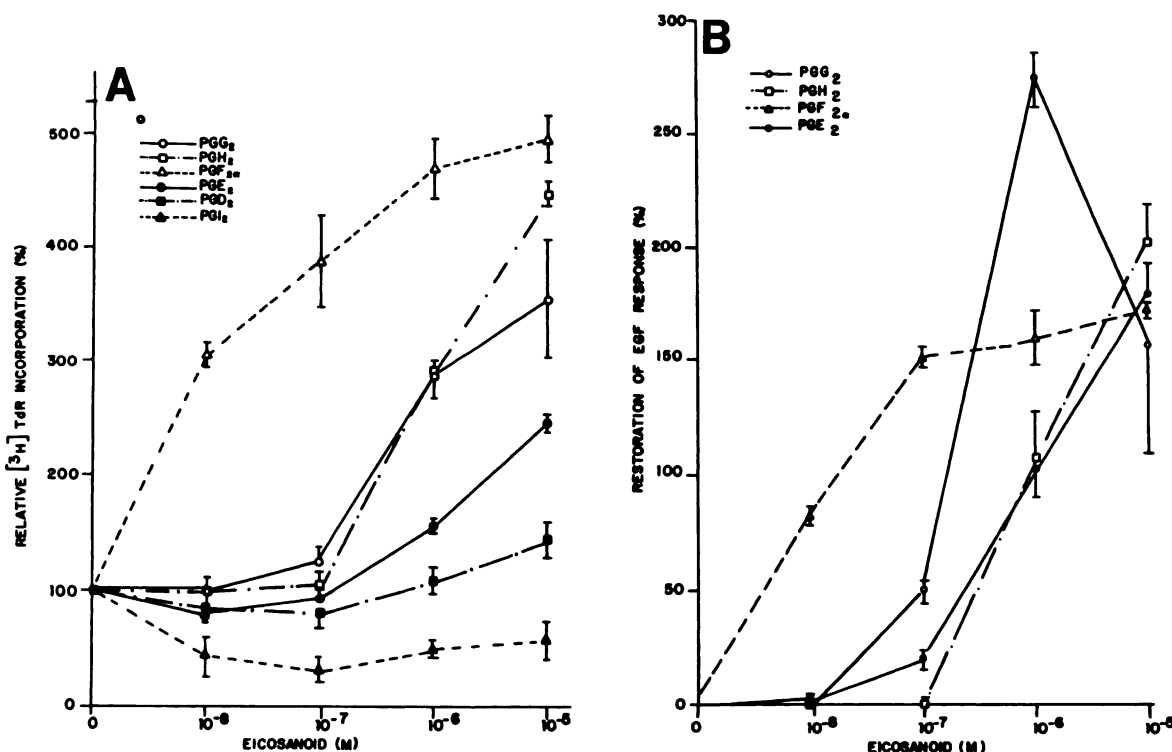 A
500
400
300
200
100
0
RELATIVE [³H] TdR INCORPORATION (%)
PGG₂
PGH₂
PGF₂α
PGE₂
PGD₂
PGI₂
0
10⁻⁸
10⁻⁷
10⁻⁶
10⁻⁵
EICOSANOID (M)
B
300
250
200
150
100
50
0
RESTORATION OF EGF RESPONSE (%)
PGG₂
PGH₂
PGF₂α
PGE₂
0
10⁻⁸
10⁻⁷
10⁻⁶
10⁻⁵
EICOSANOID (M)